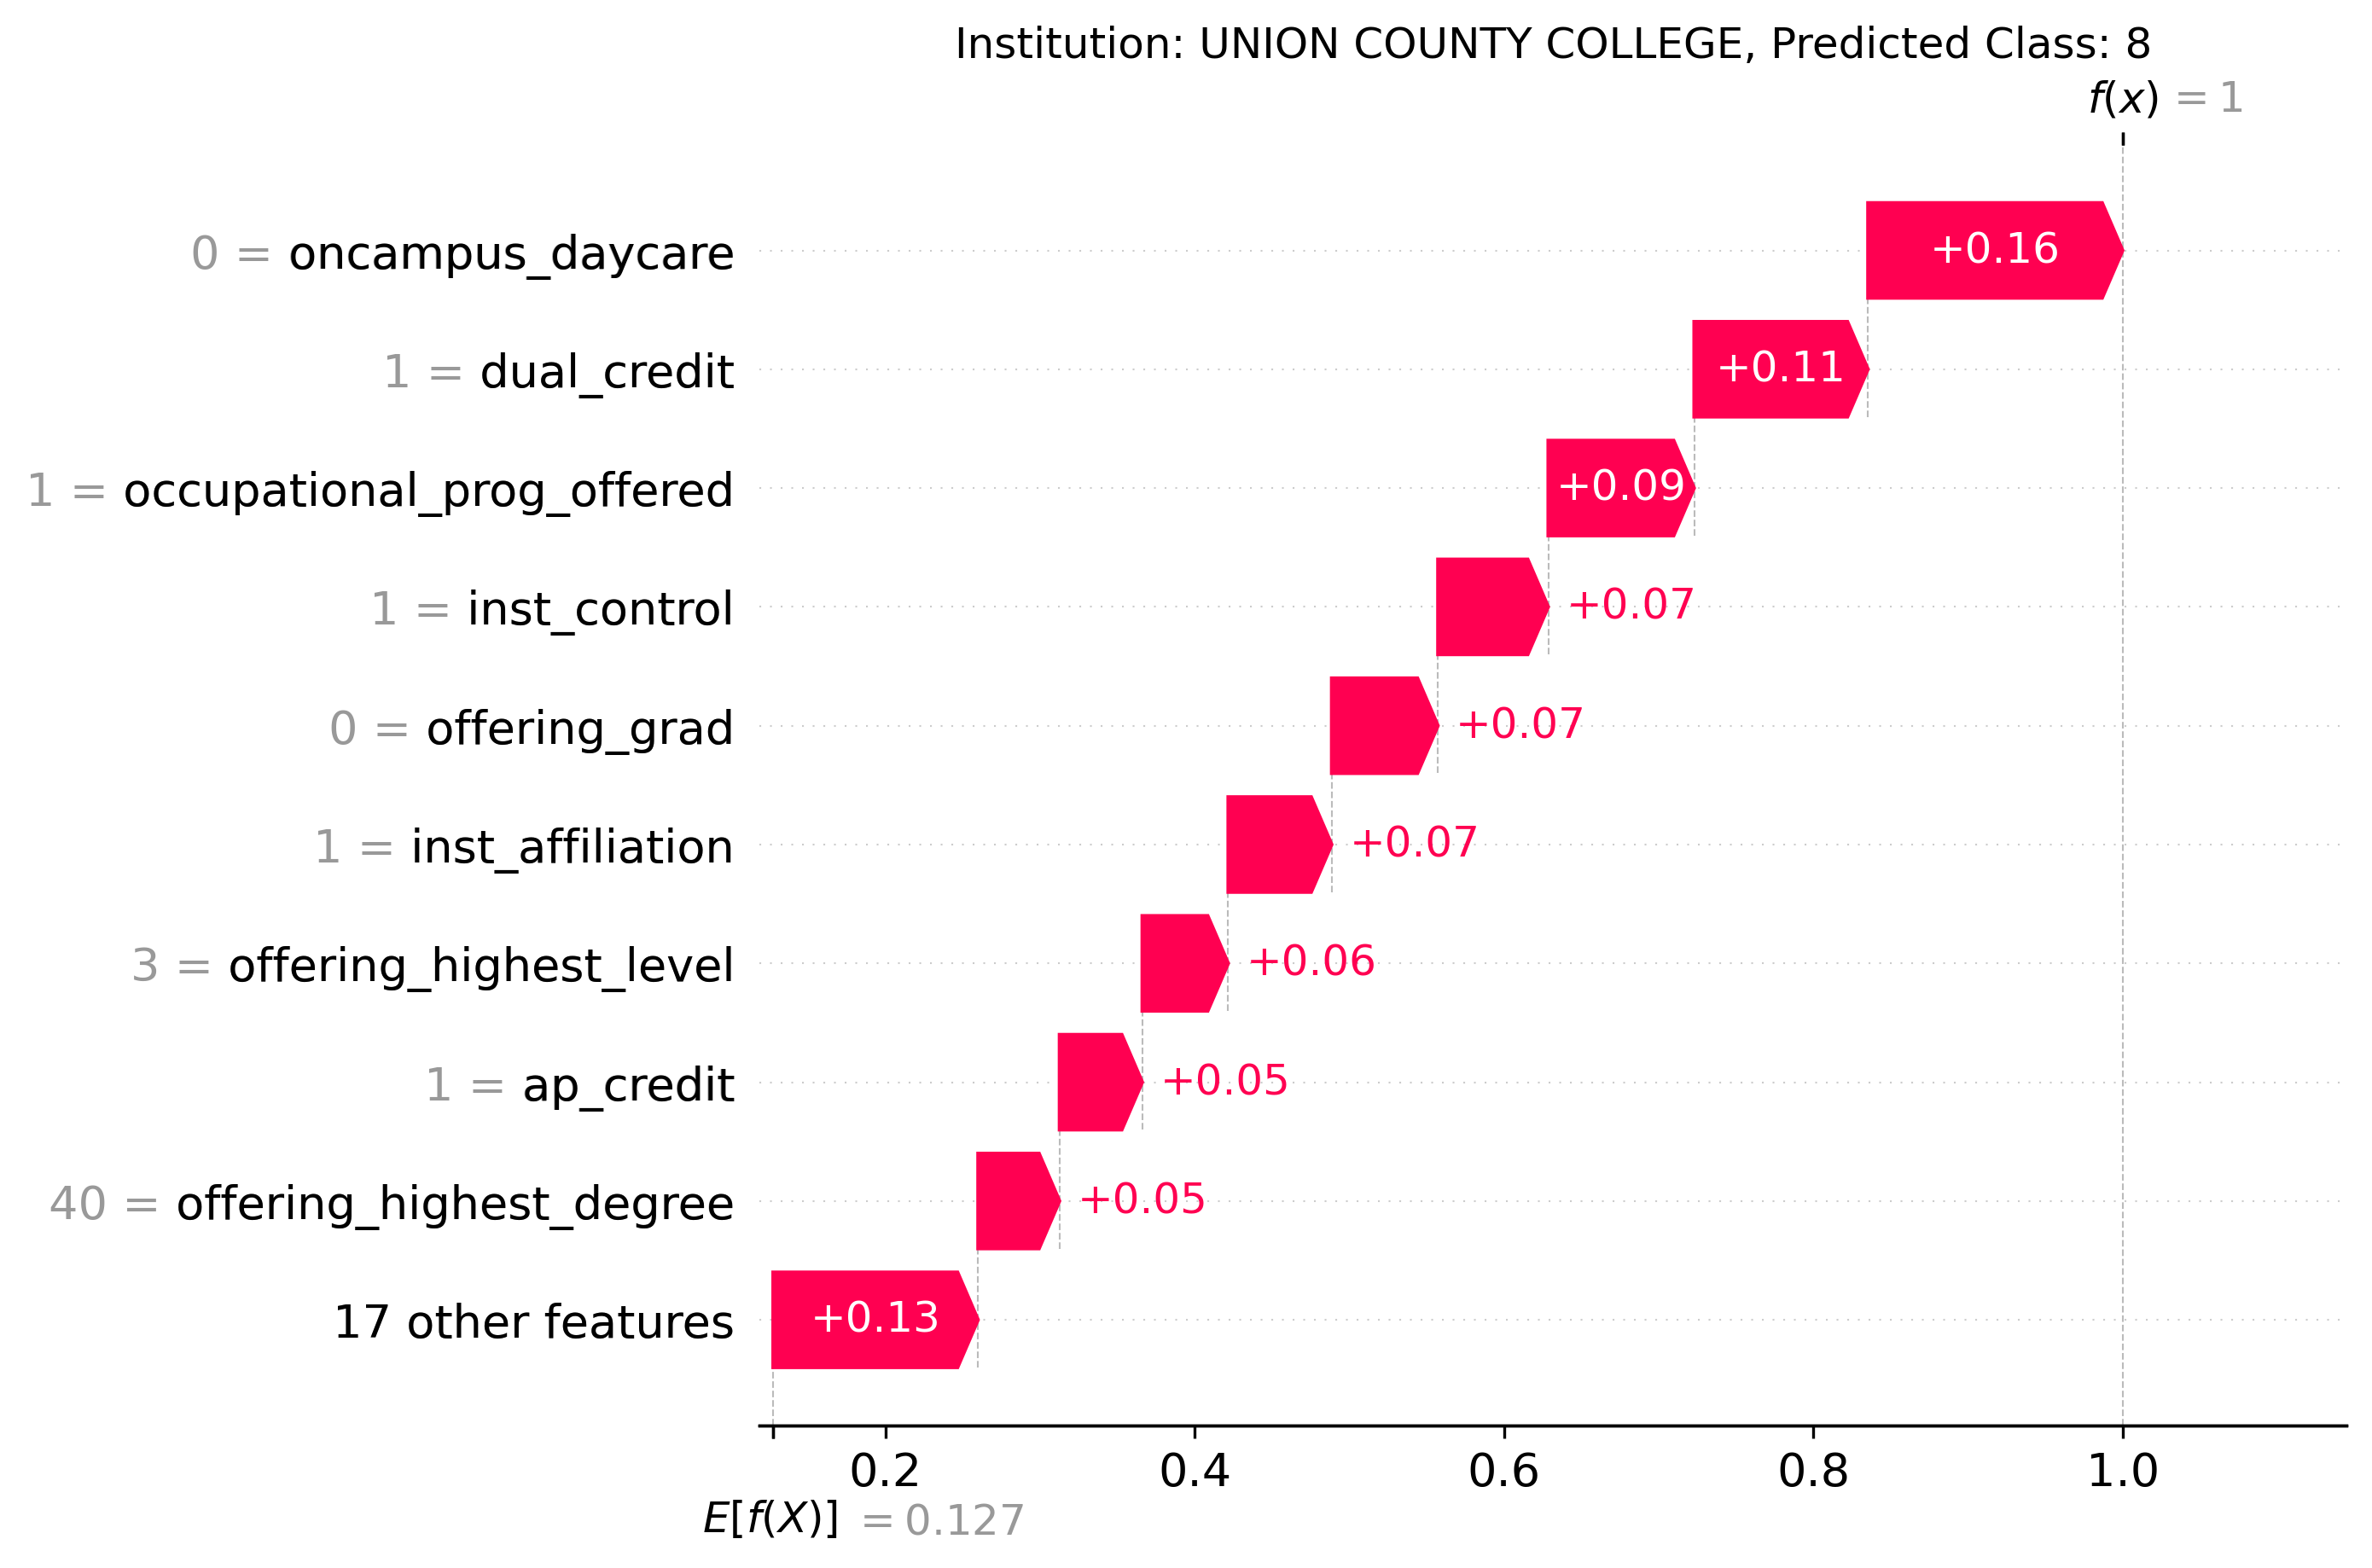 Institution: UNION COUNTY COLLEGE, Predicted Class: 8
f(x) = 1
0 = oncampus_daycare +0.16
1 = dual_credit +0.11
1 = occupational_prog_offered +0.09
1 = inst_control +0.07
0 = offering_grad +0.07
1 = inst_affiliation +0.07
3 = offering_highest_level +0.06
1 = ap_credit +0.05
40 = offering_highest_degree +0.05
17 other features +0.13
0.2 0.4 0.6 0.8 1.0
E[f(X)] = 0.127